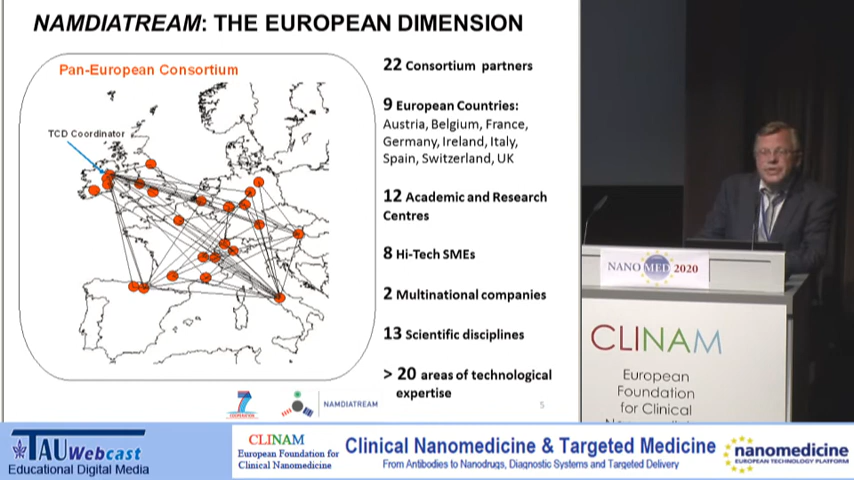 NAMDIATREAM: THE EUROPEAN DIMENSION
Pan-European Consortium
TCD Coordinator
22 Consortium partners
9 European Countries:
Austria, Belgium, France,
Germany, Ireland, Italy,
Spain, Switzerland, UK
12 Academic and Research
Centres
8 Hi-Tech SMEs
2 Multinational companies
13 Scientific disciplines
> 20 areas of technological
expertise
7
NAMDIATREAM
5
NANO MED 2020
CLINAM
European
Foundation
for Clinical
TAU Webcast
Educational Digital Media
CLINAM
European Foundation for
Clinical Nanomedicine
Clinical Nanomedicine & Targeted Medicine
From Antibodies to Nanodrugs, Diagnostic Systems and Targeted Delivery
nanomedicine
EUROPEAN TECHNOLOGY PLATFORM